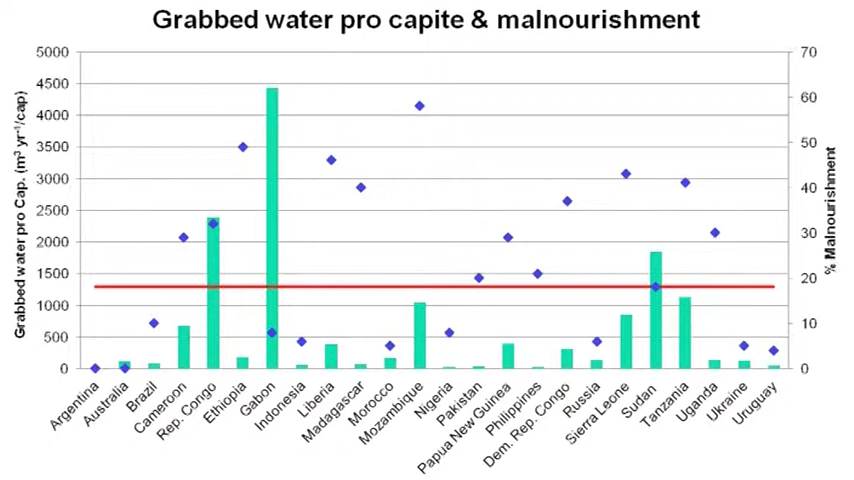 Grabbed water pro capite & malnourishment
Grabbed water pro Cap. (m³ yr⁻¹/cap)
5000
4500
4000
3500
3000
2500
2000
1500
1000
500
0
70
60
50
40
30
20
10
0
% Malnourishment
Argentina
Australia
Brazil
Cameroon
Rep. Congo
Ethiopia
Gabon
Indonesia
Liberia
Madagascar
Morocco
Mozambique
Nigeria
Pakistan
Papua New Guinea
Philippines
Dem. Rep. Congo
Russia
Sierra Leone
Sudan
Tanzania
Uganda
Ukraine
Uruguay